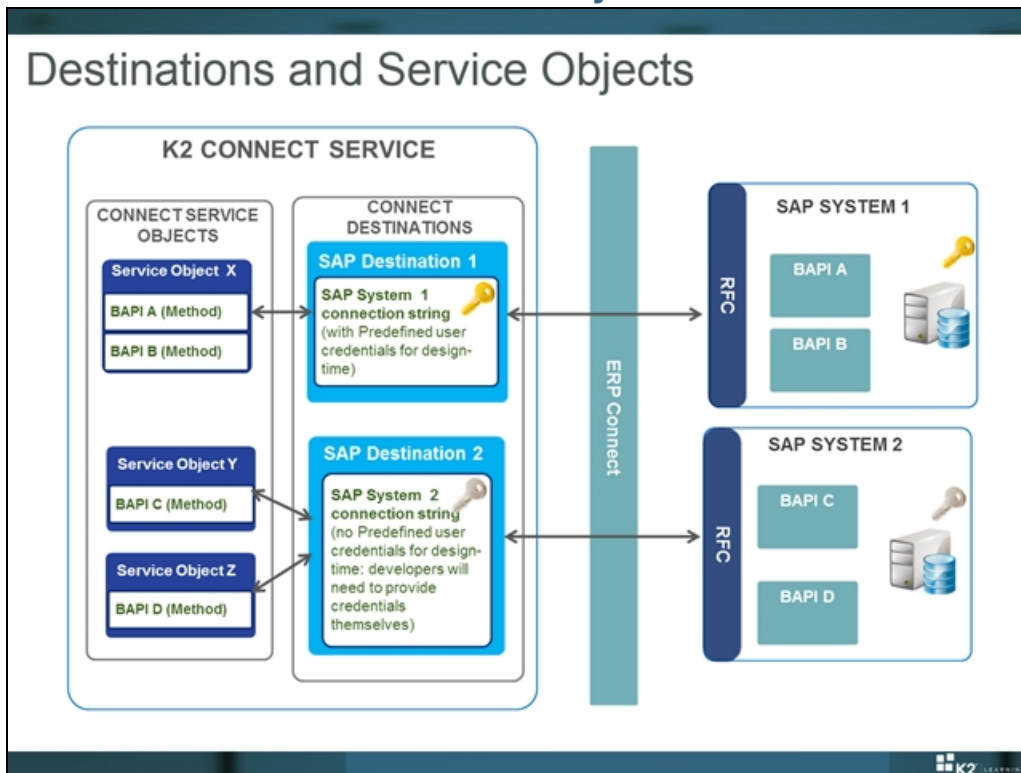 Destinations and Service Objects
K2 CONNECT SERVICE
CONNECT SERVICE
OBJECTS
Service Object X
BAPI A (Method)
BAPI B (Method)
Service Object Y
BAPI C (Method)
Service Object Z
BAPI D (Method)
CONNECT
DESTINATIONS
SAP Destination 1
SAP System 1
connection string
(with Predefined user
credentials for design-
time)
SAP Destination 2
SAP System 2
connection string
(no Predefined user
credentials for design-
time: developers will
need to provide
credentials
themselves)
ERP Connect
SAP SYSTEM 1
RFC
BAPI A
BAPI B
SAP SYSTEM 2
RFC
BAPI C
BAPI D
K2 LEARNING